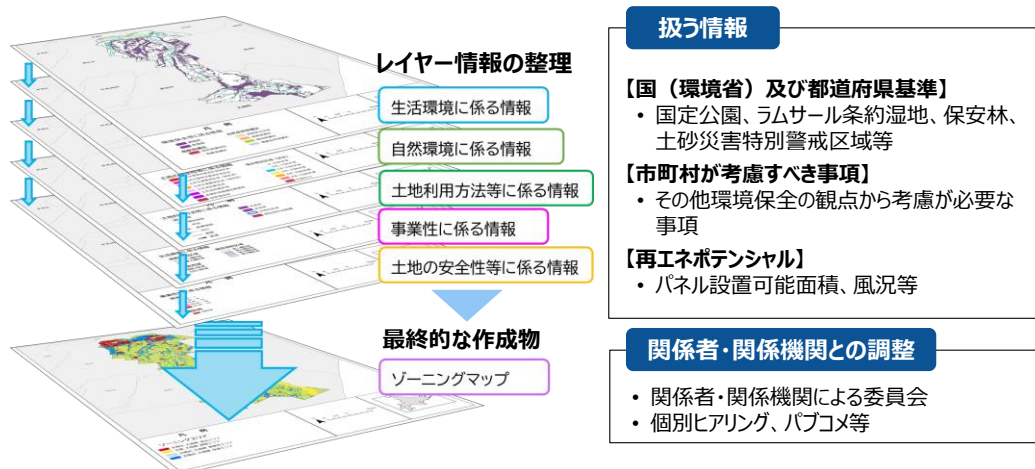 レイヤー情報の整理
生活環境に係る情報
自然環境に係る情報
土地利用方法等に係る情報
事業性に係る情報
土地の安全性等に係る情報
最終的な作成物
ゾーニングマップ
凡 例
ゾーニングエリア
扱う情報
【国（環境省）及び都道府県基準】
• 国定公園、ラムサール条約湿地、保安林、
土砂災害特別警戒区域等
【市町村が考慮すべき事項】
• その他環境保全の観点から考慮が必要な
事項
【再エネポテンシャル】
• パネル設置可能面積、風況等
関係者・関係機関との調整
• 関係者・関係機関による委員会
• 個別ヒアリング、パブコメ等